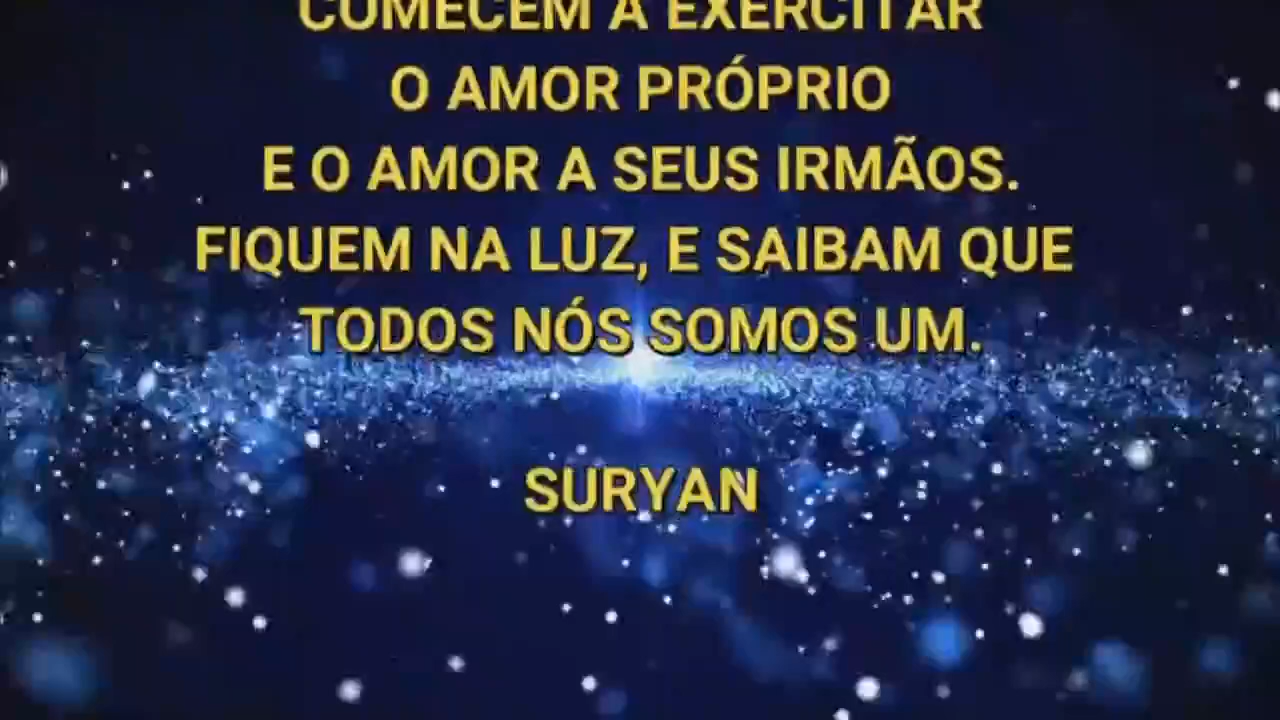 COMECEM A EXERCITAR
O AMOR PRÓPRIO
E O AMOR A SEUS IRMÃOS.
FIQUEM NA LUZ, E SAIBAM QUE
TODOS NÓS SOMOS UM.
SURYAN